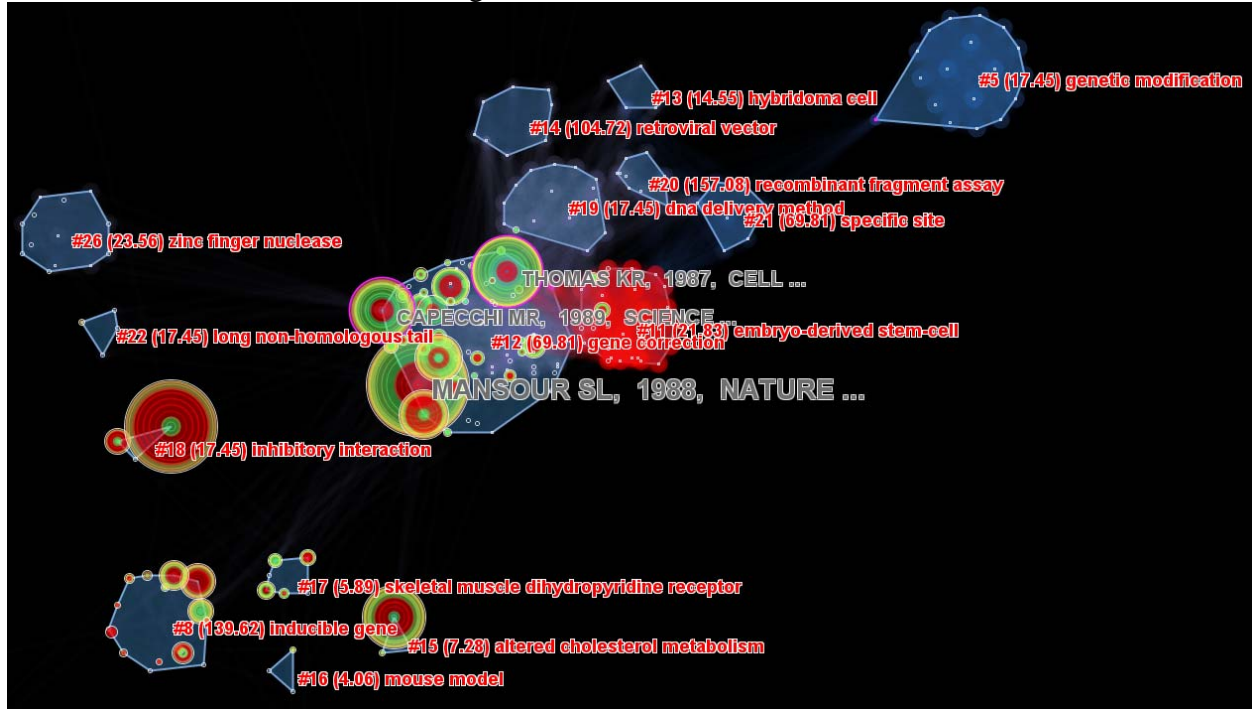 #5 (17.45) genetic modification
#13 (14.55) hybridoma cell
#14 (104.72) retroviral vector
#20 (157.08) recombinant fragment assay
#19 (17.45) dna delivery method
#21 (69.81) specific site
#26 (23.56) zinc finger nuclease
THOMAS KR, 1987, CELL ...
CAPECCHI MR, 1989, SCIENCE ...
#11 (21.83) embryo-derived stem-cell
#22 (17.45) long non-homologous tail
#12 (69.81) gene correction
MANSOUR SL, 1988, NATURE ...
#18 (17.45) inhibitory interaction
#17 (5.89) skeletal muscle dihydropyridine receptor
#8 (139.62) inducible gene
#15 (7.28) altered cholesterol metabolism
#16 (4.06) mouse model